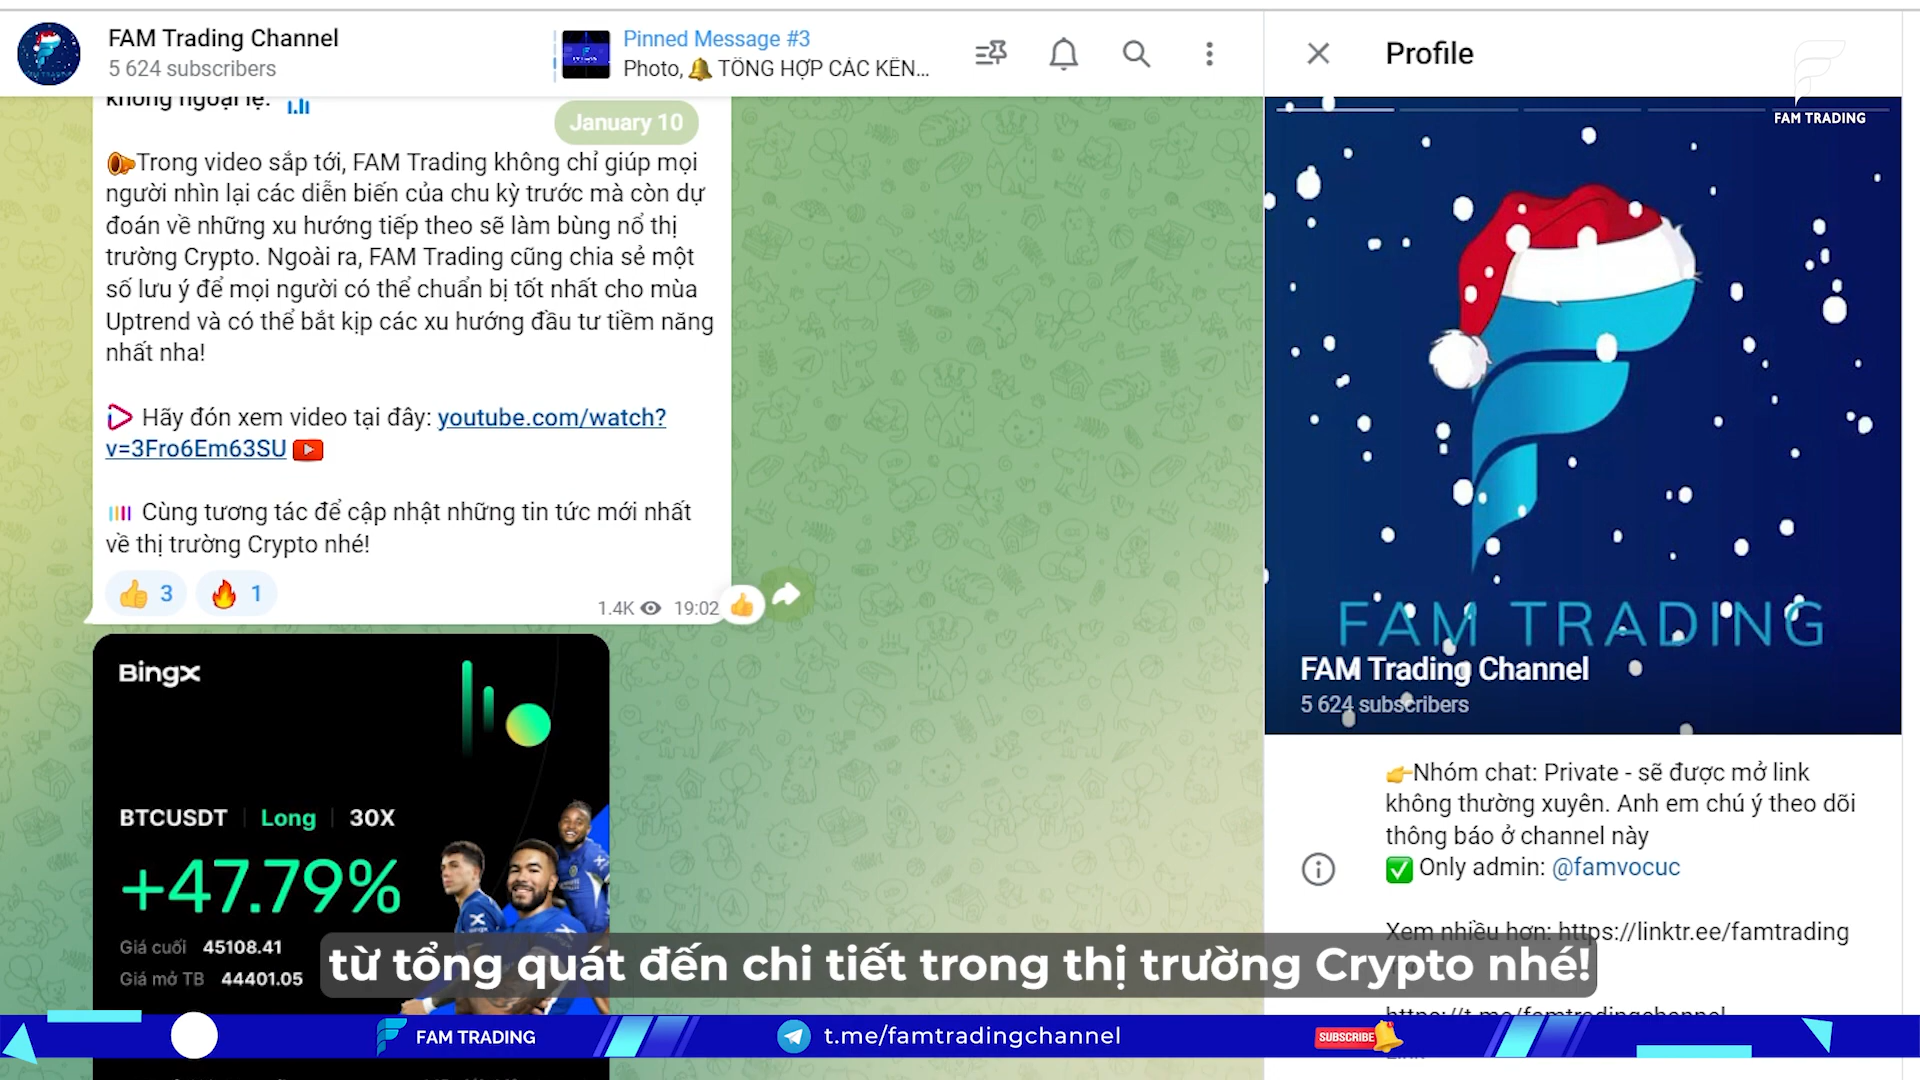 FAM Trading Channel
5 624 subscribers
Pinned Message #3
Photo, 🔔 TỔNG HỢP CÁC KÊN...
Profile
FAM TRADING
không ngoại lệ.
January 10
Trong video sắp tới, FAM Trading không chỉ giúp mọi
người nhìn lại các diễn biến của chu kỳ trước mà còn dự
đoán về những xu hướng tiếp theo sẽ làm bùng nổ thị
trường Crypto. Ngoài ra, FAM Trading cũng chia sẻ một
số lưu ý để mọi người có thể chuẩn bị tốt nhất cho mùa
Uptrend và có thể bắt kịp các xu hướng đầu tư tiềm năng
nhất nha!
Hãy đón xem video tại đây: youtube.com/watch?
v=3Fro6Em63SU
Cùng tương tác để cập nhật những tin tức mới nhất
về thị trường Crypto nhé!
👍 3 🔥 1
1.4K 19:02
BingX
BTCUSDT | Long | 30X
+47.79%
Giá cuối 45108.41
Giá mở TB 44401.05
BingX
FAM TRADING
FAM Trading Channel
5 624 subscribers
👉Nhóm chat: Private - sẽ được mở link
không thường xuyên. Anh em chú ý theo dõi
thông báo ở channel này
✅ Only admin: @famvocuc
Xem nhiều hơn: https://linktr.ee/famtrading
https://t.me/famtradingchannel
Link
từ tổng quát đến chi tiết trong thị trường Crypto nhé!
FAM TRADING
t.me/famtradingchannel
SUBSCRIBE